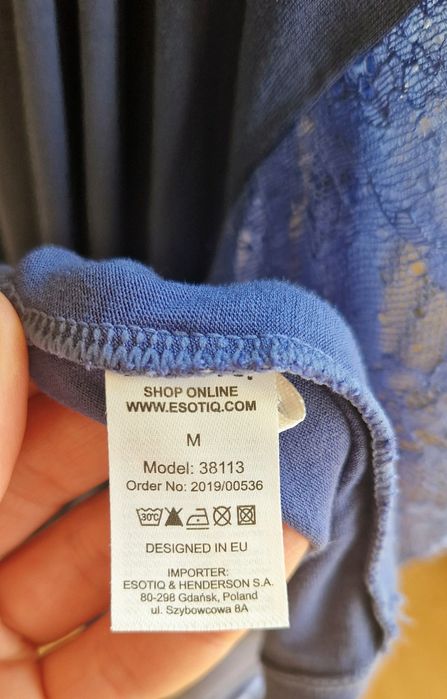 SHOP ONLINE
WWW.ESOTIQ.COM
M
Model: 38113
Order No: 2019/00536
30°C
DESIGNED IN EU
IMPORTER:
ESOTIQ & HENDERSON S.A.
80-298 Gdańsk, Poland
ul. Szybowcowa 8A